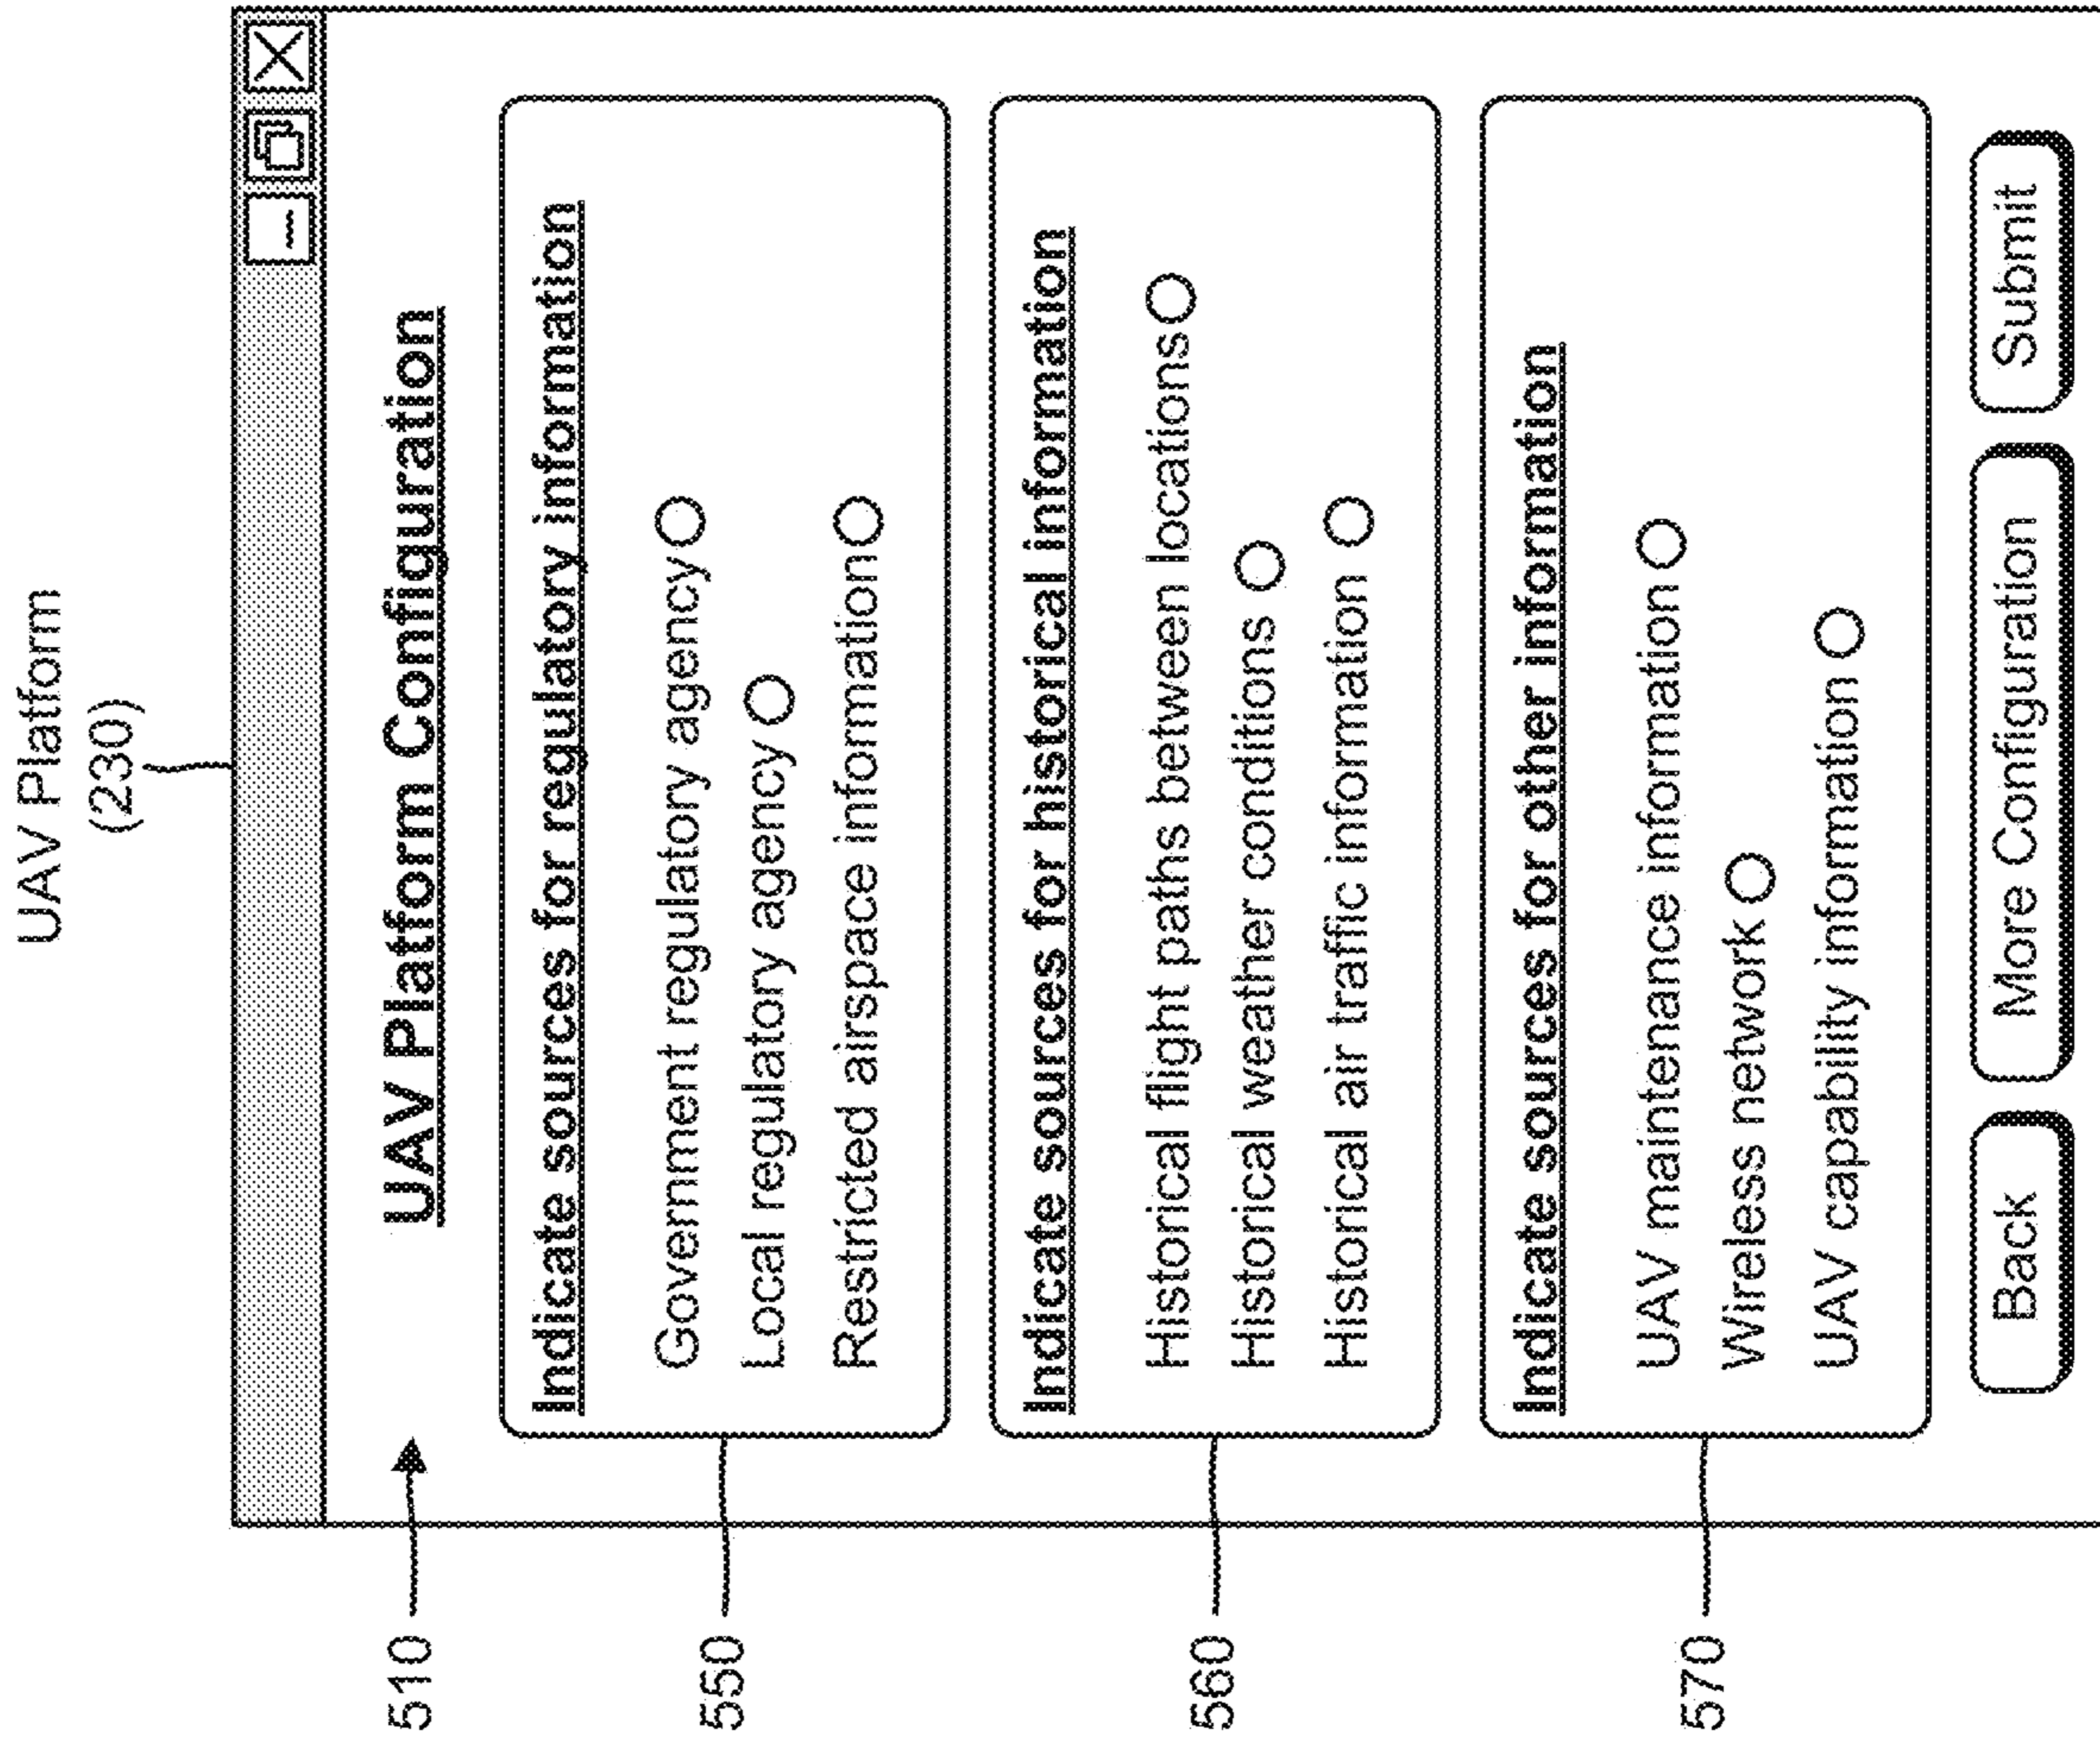 UAV Platform
(230)
510
UAV Platform Configuration
550
Indicate sources for regulatory information
Government regulatory agency
Local regulatory agency
Restricted airspace information
560
Indicate sources for historical information
Historical flight paths between locations
Historical weather conditions
Historical air traffic information
570
Indicate sources for other information
UAV maintenance information
Wireless network
UAV capability information
Back More Configuration Submit